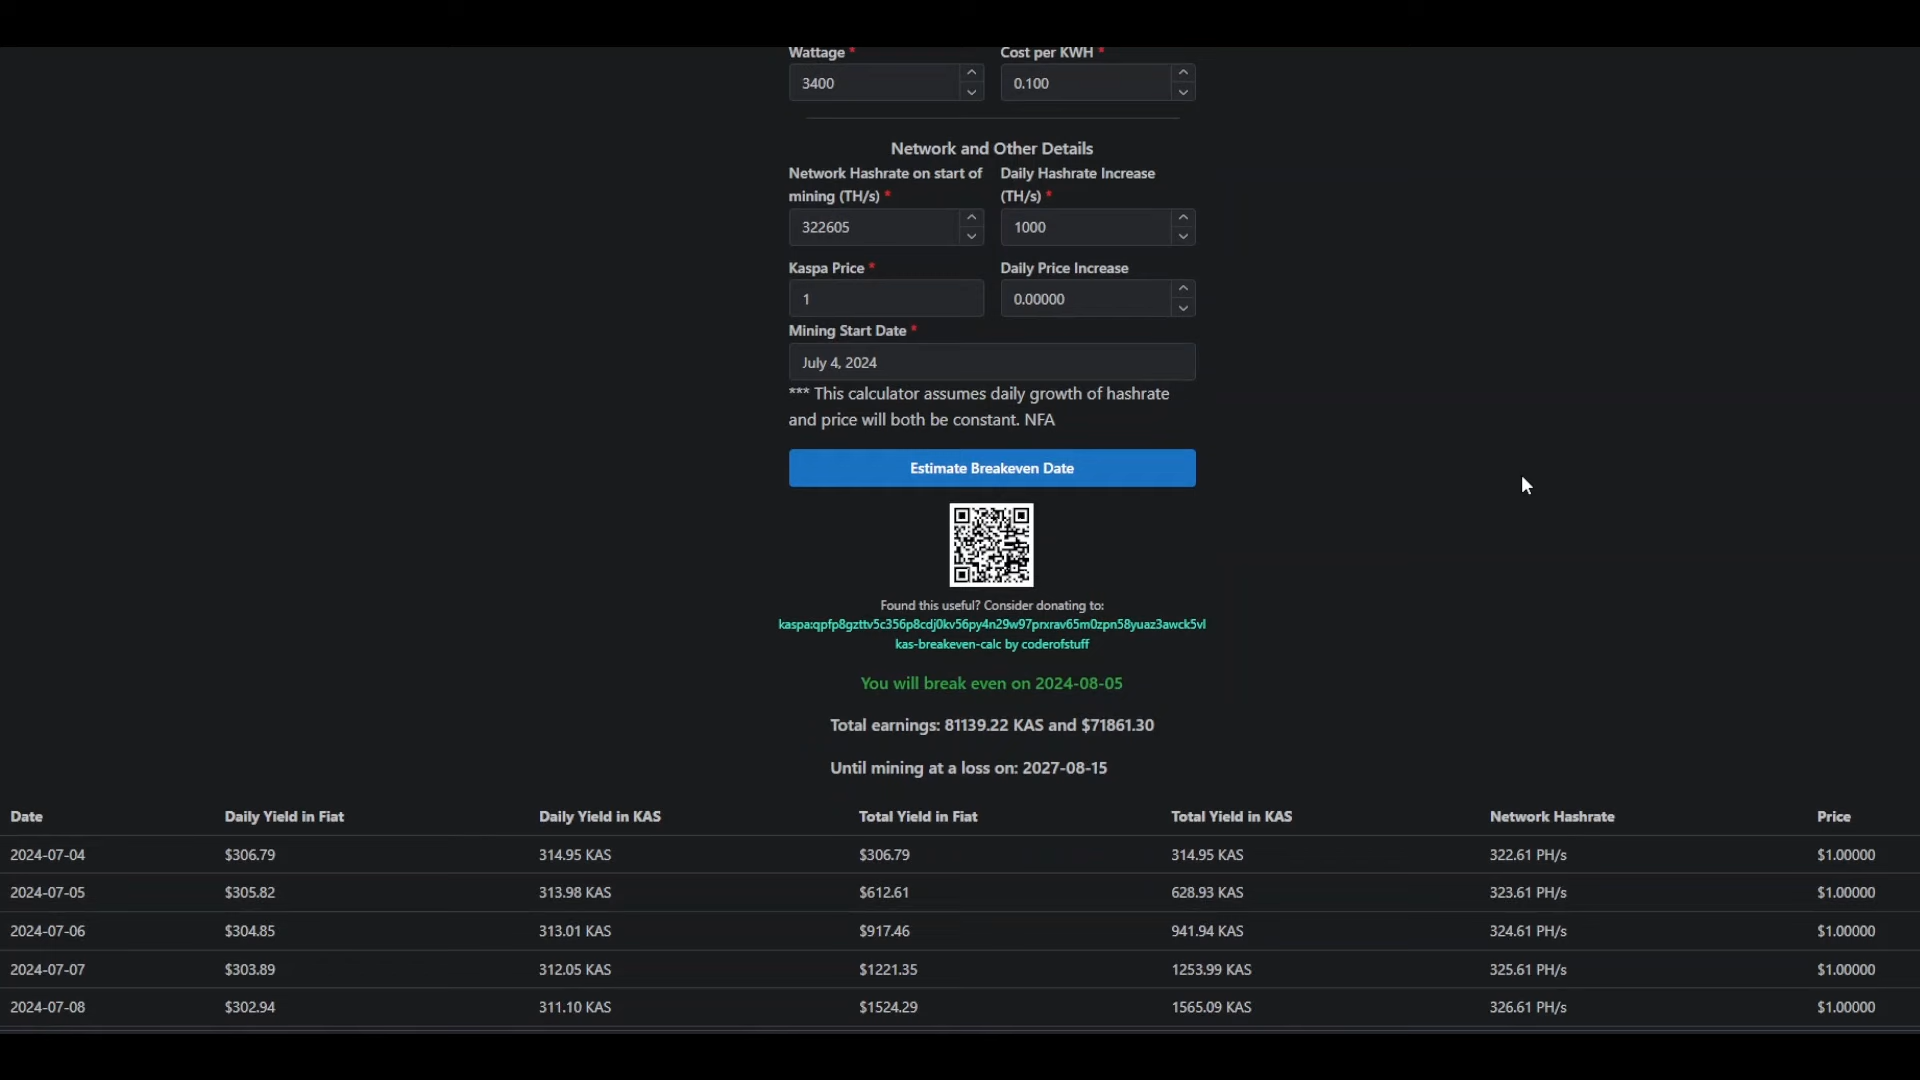 Wattage * Cost per KWH *
3400 0.100
Network and Other Details
Network Hashrate on start of mining (TH/s) *
Daily Hashrate Increase (TH/s) *
322605 1000
Kaspa Price * Daily Price Increase
1 0.00000
Mining Start Date *
July 4, 2024
*** This calculator assumes daily growth of hashrate
and price will both be constant. NFA
Estimate Breakeven Date
Found this useful? Consider donating to:
kaspa:qpfp8gzttv5c356p8cdj0kv56py4n29w97prxrav65m0zpn58yuaz3awck5vl
kas-breakeven-calc by coderofstuff
You will break even on 2024-08-05
Total earnings: 81139.22 KAS and $71861.30
Until mining at a loss on: 2027-08-15
Date Daily Yield in Fiat Daily Yield in KAS Total Yield in Fiat Total Yield in KAS Network Hashrate Price
2024-07-04 $306.79 314.95 KAS $306.79 314.95 KAS 322.61 PH/s $1.00000
2024-07-05 $305.82 313.98 KAS $612.61 628.93 KAS 323.61 PH/s $1.00000
2024-07-06 $304.85 313.01 KAS $917.46 941.94 KAS 324.61 PH/s $1.00000
2024-07-07 $303.89 312.05 KAS $1221.35 1253.99 KAS 325.61 PH/s $1.00000
2024-07-08 $302.94 311.10 KAS $1524.29 1565.09 KAS 326.61 PH/s $1.00000